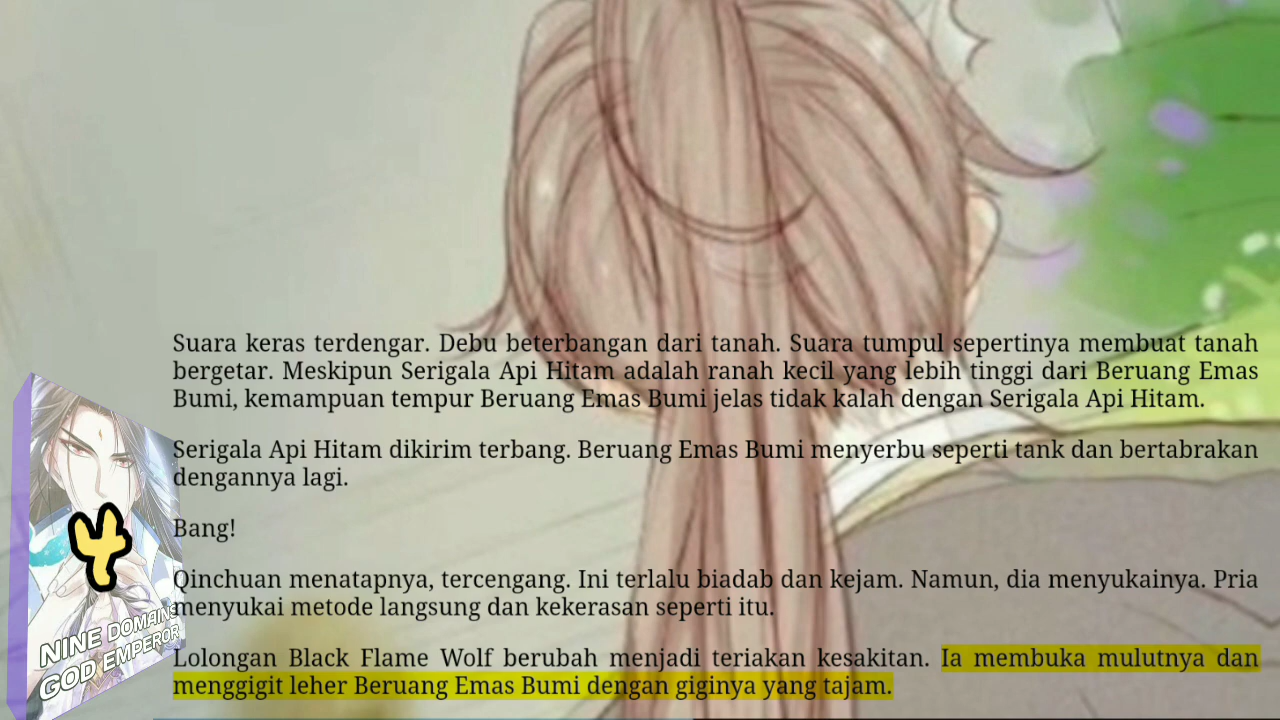 Suara keras terdengar. Debu beterbangan dari tanah. Suara tumpul sepertinya membuat tanah
bergetar. Meskipun Serigala Api Hitam adalah ranah kecil yang lebih tinggi dari Beruang Emas
Bumi, kemampuan tempur Beruang Emas Bumi jelas tidak kalah dengan Serigala Api Hitam.
Serigala Api Hitam dikirim terbang. Beruang Emas Bumi menyerbu seperti tank dan bertabrakan
dengannya lagi.
Bang!
Qinchuan menatapnya, tercengang. Ini terlalu biadab dan kejam. Namun, dia menyukainya. Pria
menyukai metode langsung dan kekerasan seperti itu.
Lolongan Black Flame Wolf berubah menjadi teriakan kesakitan. Ia membuka mulutnya dan
menggigit leher Beruang Emas Bumi dengan giginya yang tajam.
4
NINE DOMAINS
GOD EMPEROR